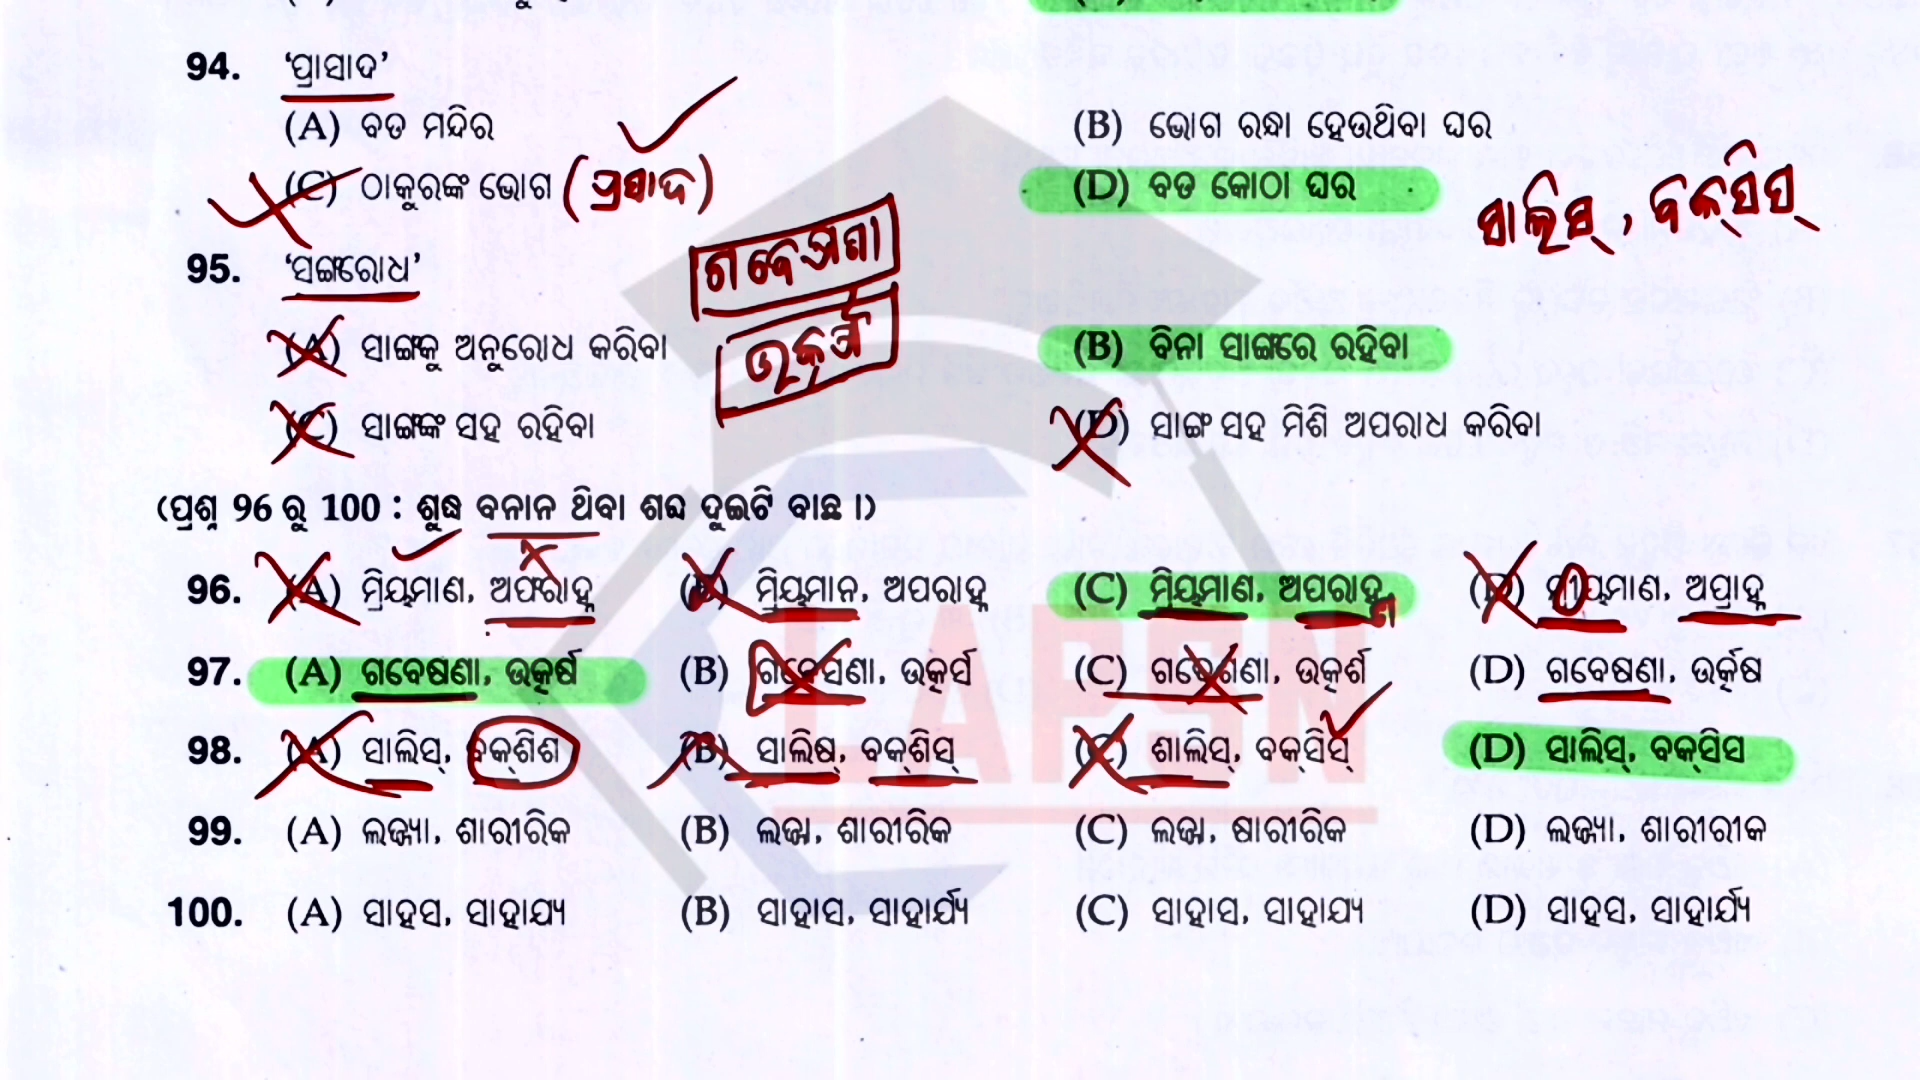 94. ‘ପ୍ରାସାଦ’
(A) ବଡ ମନ୍ଦିର (B) ଭୋଗ ରନ୍ଧା ହେଉଥିବା ଘର
(C) ଠାକୁରଙ୍କ ଭୋଗ (ପ୍ରସାଦ) (D) ବଡ କୋଠା ଘର
ସାଲିସ୍, ବକ୍‌ସିସ୍
95. ‘ସଙ୍ଗରୋଧ’
ଗବେଷଣା
ଉତ୍କର୍ଷ
(A) ସାଙ୍ଗକୁ ଅନୁରୋଧ କରିବା (B) ବିନା ସାଙ୍ଗରେ ରହିବା
(C) ସାଙ୍ଗଙ୍କ ସହ ରହିବା (D) ସାଙ୍ଗ ସହ ମିଶି ଅପରାଧ କରିବା
(ପ୍ରଶ୍ନ 96 ରୁ 100 : ଶୁଦ୍ଧ ବନାନ ଥିବା ଶବ୍ଦ ଦୁଇଟି ବାଛ ।)
96. (A) ମ୍ରିୟମାଣ, ଅଫରାହ୍ନ (B) ମ୍ରିୟମାନ, ଅପରାହ୍ନ (C) ମ୍ରିୟମାଣ, ଅପରାହ୍ଣ (D) ମ୍ରୀୟମାଣ, ଅପ୍ରାହ୍ନ
97. (A) ଗବେଷଣା, ଉତ୍କର୍ଷ (B) ଗବେସଣା, ଉତ୍କର୍ସ (C) ଗବେଶଣା, ଉତ୍କର୍ଶ (D) ଗବେଷଣା, ଉର୍ତ୍କଷ
98. (A) ସାଲିସ୍, ବକ୍‌ଶିଶ (B) ସାଲିଷ୍, ବକ୍‌ଶିସ୍ (C) ଶାଲିସ୍, ବକ୍‌ସିସ୍ (D) ସାଲିସ୍, ବକ୍‌ସିସ
99. (A) ଲଜ୍ଜ୍ୟା, ଶାରୀରିକ (B) ଲଜ୍ଜା, ଶାରୀରିକ (C) ଲଜ୍ଜା, ଷାରୀରିକ (D) ଲଜ୍ଜ୍ୟା, ଶାରୀରୀକ
100. (A) ସାହସ, ସାହାଯ୍ୟ (B) ସାହାସ, ସାହାର୍ଯ୍ୟ (C) ସାହାସ, ସାହାଯ୍ୟ (D) ସାହସ, ସାହାର୍ଯ୍ୟ
LAPSN